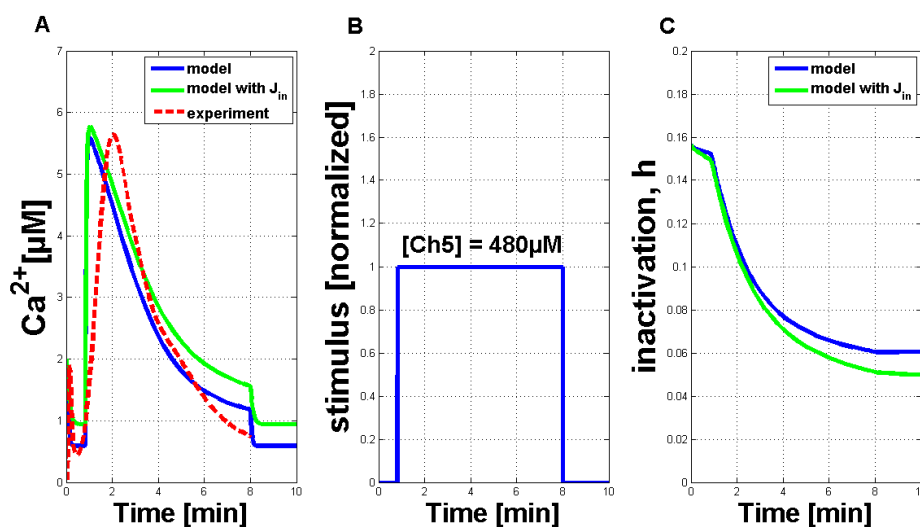 A
Ca2+[µM]
7
6
5
4
3
2
1
0
model
model with Jin
experiment
0 2 4 6 8 10
Time [min]
B
stimulus [normalized]
2
1.8
1.6
1.4
1.2
1
0.8
0.6
0.4
0.2
0
[Ch5] = 480µM
0 2 4 6 8 10
Time [min]
C
inactivation, h
0.2
0.18
0.16
0.14
0.12
0.1
0.08
0.06
0.04
0.02
0
model
model with Jin
0 2 4 6 8 10
Time [min]